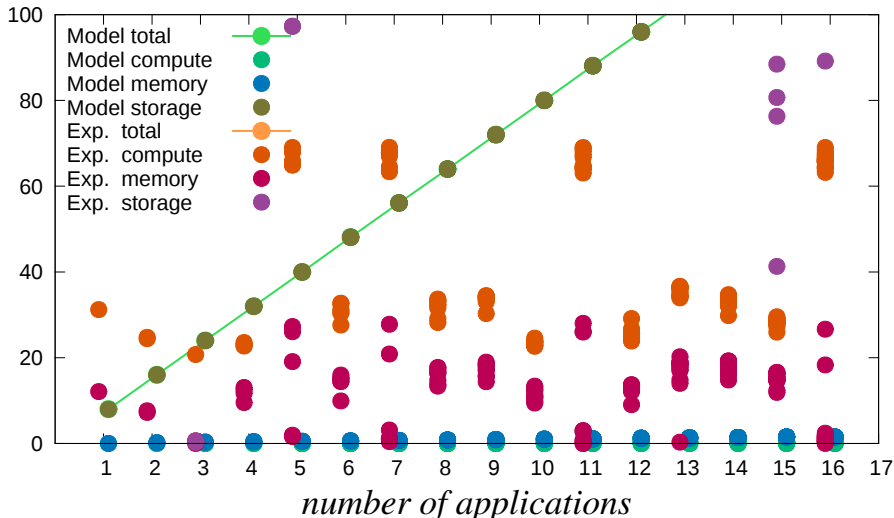 100
80
60
40
20
0
Model total
Model compute
Model memory
Model storage
Exp.  total
Exp.  compute
Exp.  memory
Exp.  storage
1 2 3 4 5 6 7 8 9 10 11 12 13 14 15 16 17
number of applications